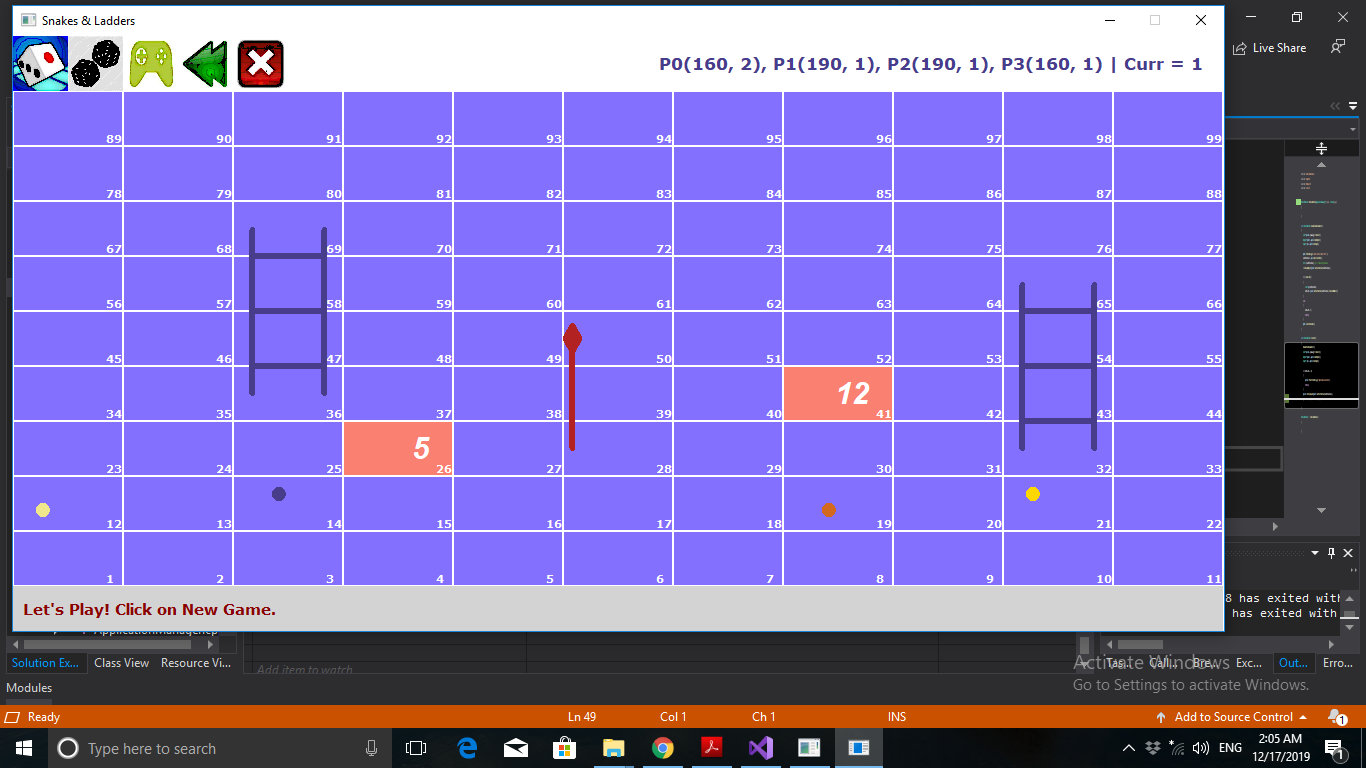 Snakes & Ladders
Live Share
P0(160, 2), P1(190, 1), P2(190, 1), P3(160, 1) | Curr = 1
89 90 91 92 93 94 95 96 97 98 99
78 79 80 81 82 83 84 85 86 87 88
67 68 69 70 71 72 73 74 75 76 77
56 57 58 59 60 61 62 63 64 65 66
45 46 47 48 49 50 51 52 53 54 55
12
34 35 36 37 38 39 40 41 42 43 44
5
23 24 25 26 27 28 29 30 31 32 33
12 13 14 15 16 17 18 19 20 21 22
1 2 3 4 5 6 7 8 9 10 11
8 has exited with
Let's Play! Click on New Game.
has exited with
Add item to watch
Solution Ex... Class View Resource Vi... Call... Bre... Exc... Out... Erro...
Activate Windows
Go to Settings to activate Windows.
Modules
Ready Ln 49 Col 1 Ch 1 INS Add to Source Control 1
Type here to search ENG 2:05 AM
12/17/2019 1